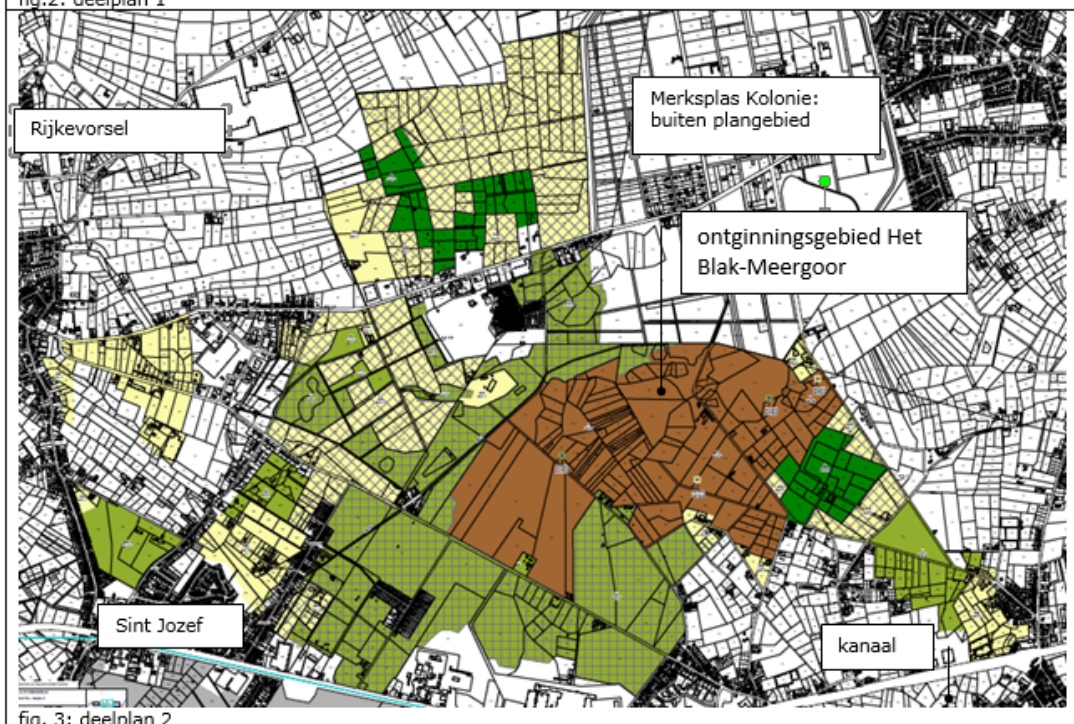 fig.2: deelplan 1
Rijkevorsel
Merksplas Kolonie:
buiten plangebied
ontginningsgebied Het
Blak-Meergoor
Sint Jozef
kanaal
fig. 3: deelplan 2